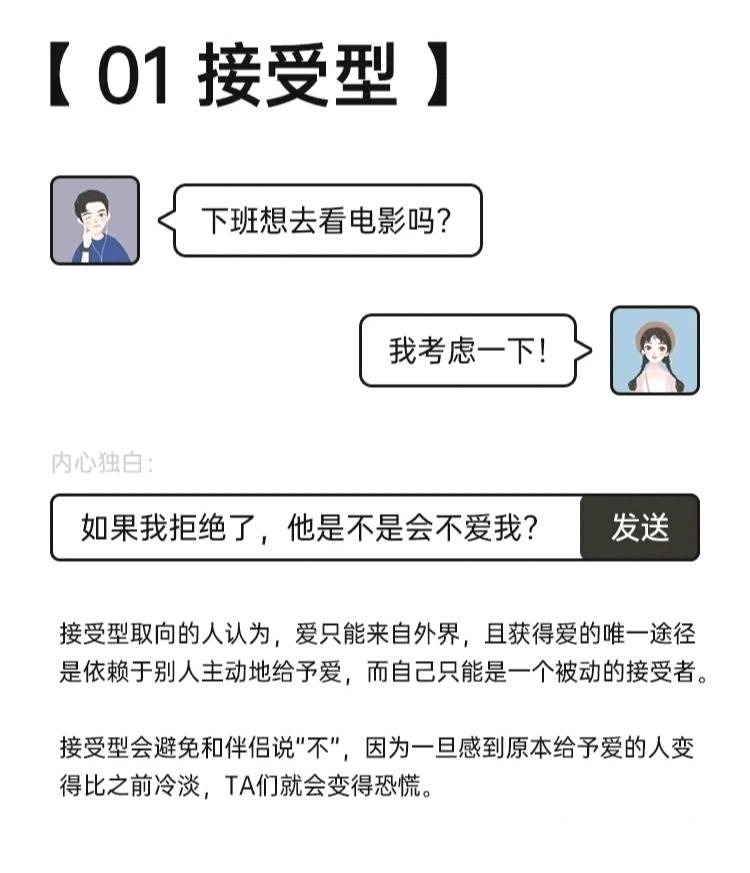 【 01 接受型 】
下班想去看电影吗？
我考虑一下！
内心独白：
如果我拒绝了，他是不是会不爱我？ 发送
接受型取向的人认为，爱只能来自外界，且获得爱的唯一途径
是依赖于别人主动地给予爱，而自己只能是一个被动的接受者。
接受型会避免和伴侣说“不”，因为一旦感到原本给予爱的人变
得比之前冷淡，TA们就会变得恐慌。